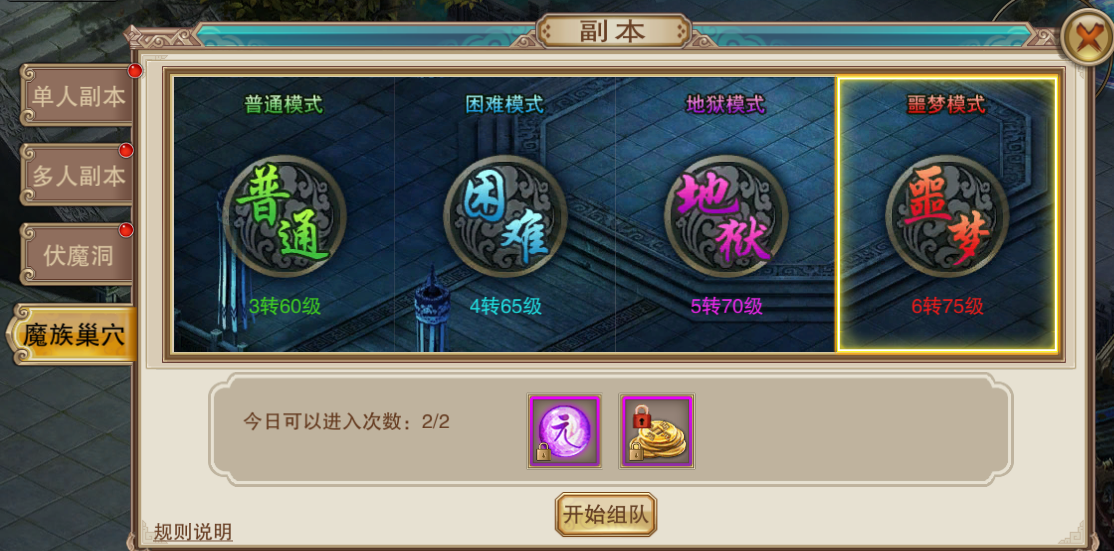 副本
单人副本
多人副本
伏魔洞
魔族巢穴
普通模式
普通
3转60级
困难模式
困难
4转65级
地狱模式
地狱
5转70级
噩梦模式
噩梦
6转75级
今日可以进入次数：2/2
元
开始组队
规则说明